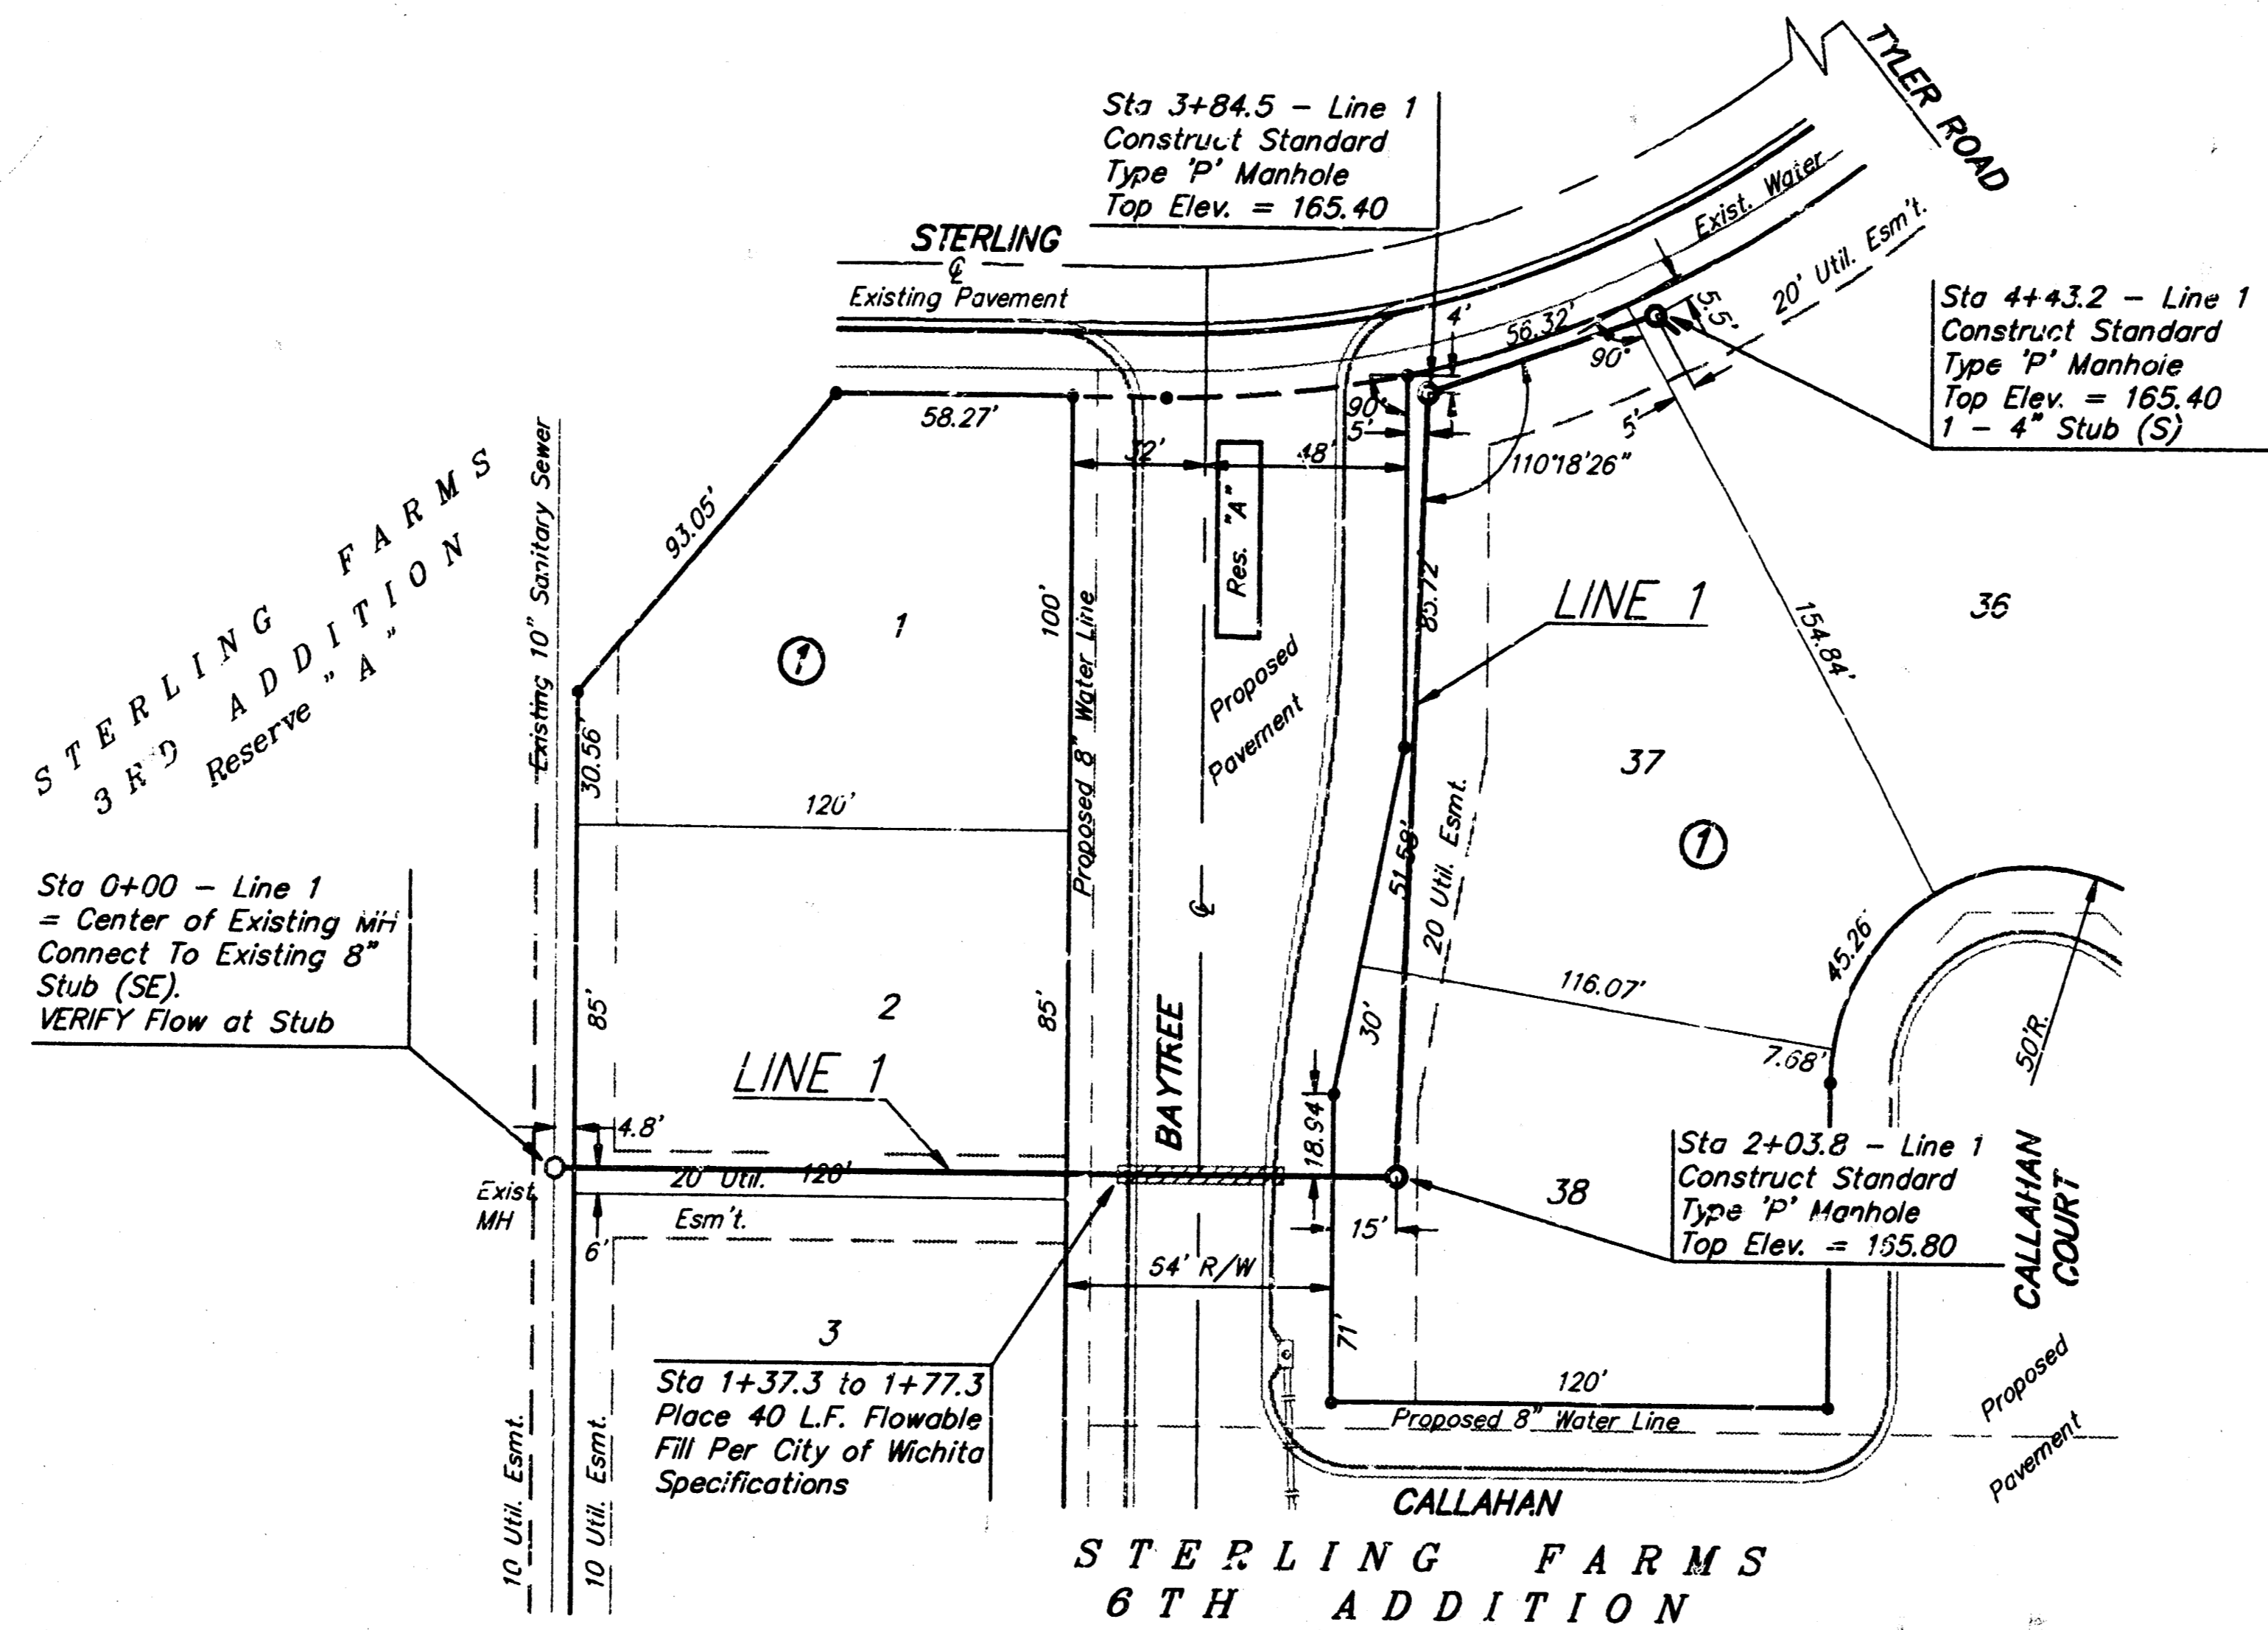 TYLER ROAD
Sta 3+84.5 - Line 1
Construct Standard
Type 'P' Manhole
Top Elev. = 165.40
STERLING
℄
Existing Pavement
Exist. Water
20' Util. Esm't.
Sta 4+43.2 - Line 1
Construct Standard
Type 'P' Manhole
Top Elev. = 165.40
1 - 4" Stub (S)
4'
56.32'
5.5'
90°
90°
5'
5'
58.27'
32'
48'
110°18'26"
93.05'
STERLING FARMS
3RD ADDITION
Reserve "A"
Existing 10" Sanitary Sewer
1
1
100'
Proposed 8" Water Line
Res. "A"
Proposed
Pavement
85.72'
LINE 1
154.84'
36
37
1
30.56'
120'
51.58'
20 Util. Esmt.
℄
Sta 0+00 - Line 1
= Center of Existing MH
Connect To Existing 8"
Stub (SE).
VERIFY Flow at Stub
85'
2
85'
LINE 1
BAYTREE
30'
116.07'
45.26'
7.68'
50'R.
4.8'
18.94'
Exist.
MH
20' Util.
120'
Esm't.
6'
15'
38
Sta 2+03.8 - Line 1
Construct Standard
Type 'P' Manhole
Top Elev. = 165.80
CALLAHAN
COURT
64' R/W
3
Sta 1+37.3 to 1+77.3
Place 40 L.F. Flowable
Fill Per City of Wichita
Specifications
71'
120'
Proposed 8" Water Line
Proposed
Pavement
10 Util. Esmt.
10 Util. Esmt.
CALLAHAN
STERLING FARMS
6TH ADDITION